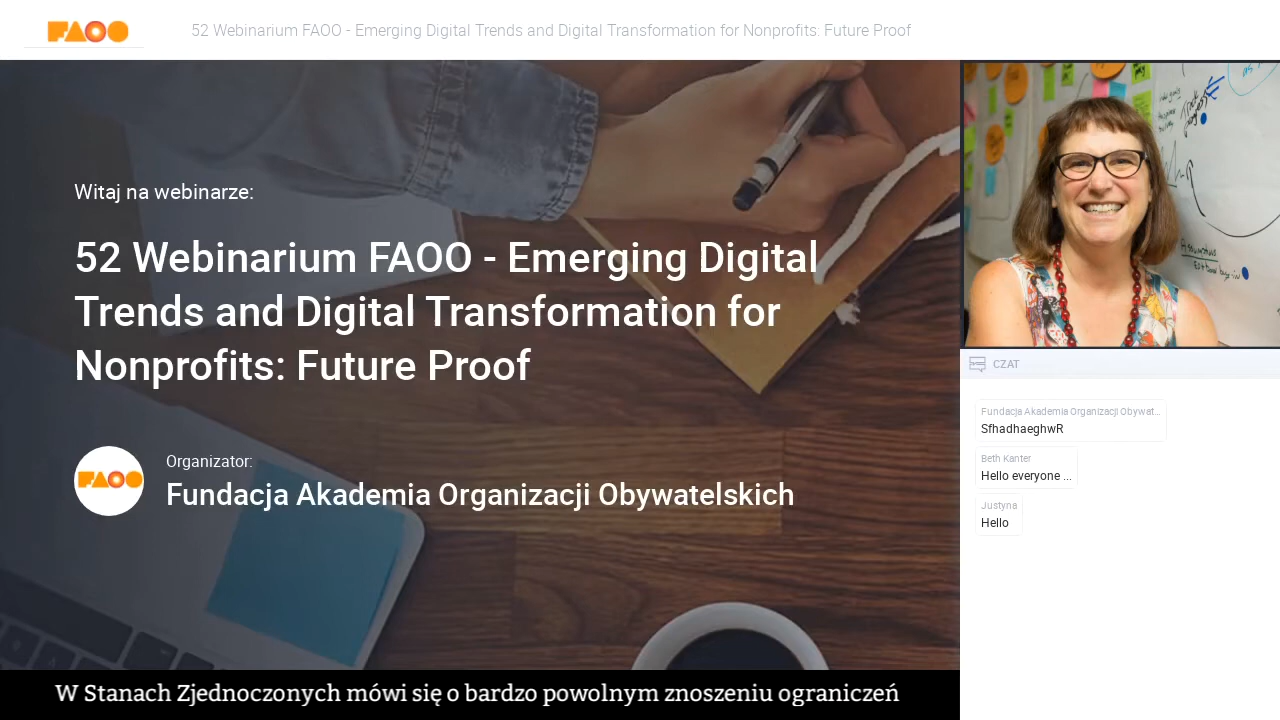 FAOO
52 Webinarium FAOO - Emerging Digital Trends and Digital Transformation for Nonprofits: Future Proof
Witaj na webinarze:
52 Webinarium FAOO - Emerging Digital
Trends and Digital Transformation for
Nonprofits: Future Proof
FAOO
Organizator:
Fundacja Akademia Organizacji Obywatelskich
W Stanach Zjednoczonych mówi się o bardzo powolnym znoszeniu ograniczeń
CZAT
Fundacja Akademia Organizacji Obywat...
SfhadhaeghwR
Beth Kanter
Hello everyone ...
Justyna
Hello